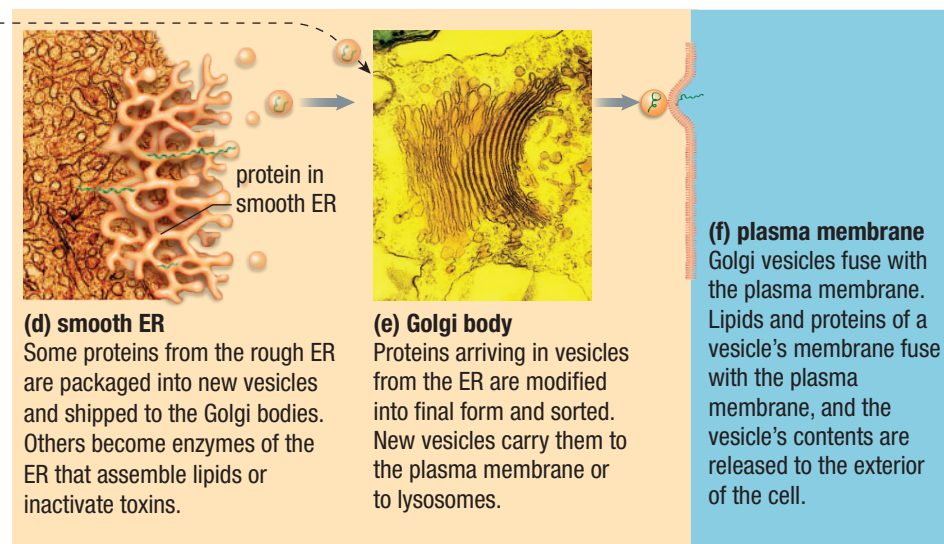 protein in
smooth ER
(d) smooth ER
Some proteins from the rough ER
are packaged into new vesicles
and shipped to the Golgi bodies.
Others become enzymes of the
ER that assemble lipids or
inactivate toxins.
(e) Golgi body
Proteins arriving in vesicles
from the ER are modified
into final form and sorted.
New vesicles carry them to
the plasma membrane or
to lysosomes.
(f) plasma membrane
Golgi vesicles fuse with
the plasma membrane.
Lipids and proteins of a
vesicle’s membrane fuse
with the plasma
membrane, and the
vesicle’s contents are
released to the exterior
of the cell.